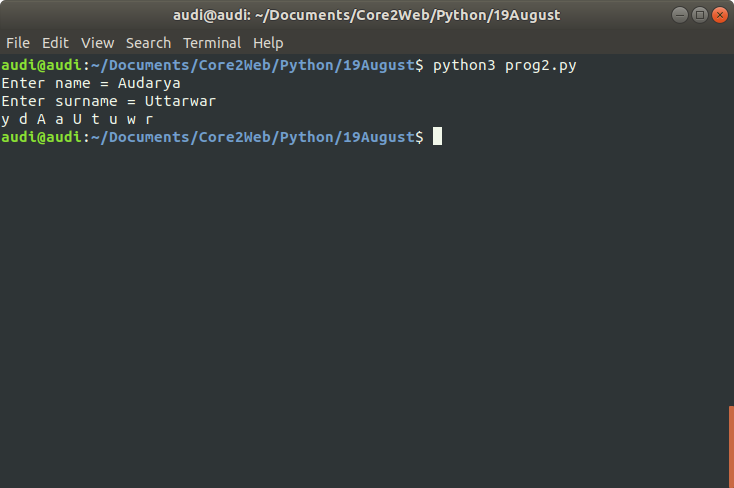 audi@audi: ~/Documents/Core2Web/Python/19August
File Edit View Search Terminal Help
audi@audi:~/Documents/Core2Web/Python/19August$ python3 prog2.py
Enter name = Audarya
Enter surname = Uttarwar
y d A a U t u w r
audi@audi:~/Documents/Core2Web/Python/19August$